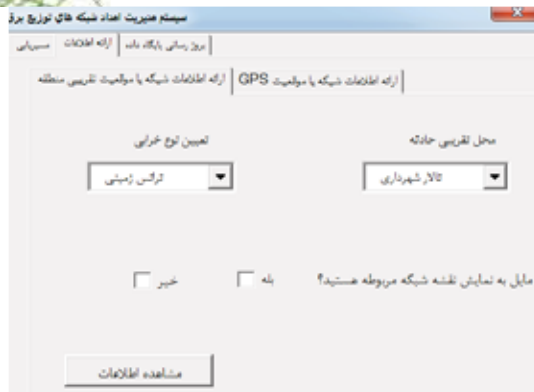 سیستم مدیریت امداد شبکه های توزیع برق
بروز رسانی پایگاه داده ارائه اطلاعات مسیریابی
ارائه اطلاعات شبکه با موقعیت GPS ارائه اطلاعات شبکه با موقعیت تقریبی منطقه
محل تقریبی حادثه تعیین نوع خرابی
تالار شهرداری ترانس زمینی
مایل به نمایش نقشه شبکه مربوطه هستید؟ بله خیر
مشاهده اطلاعات